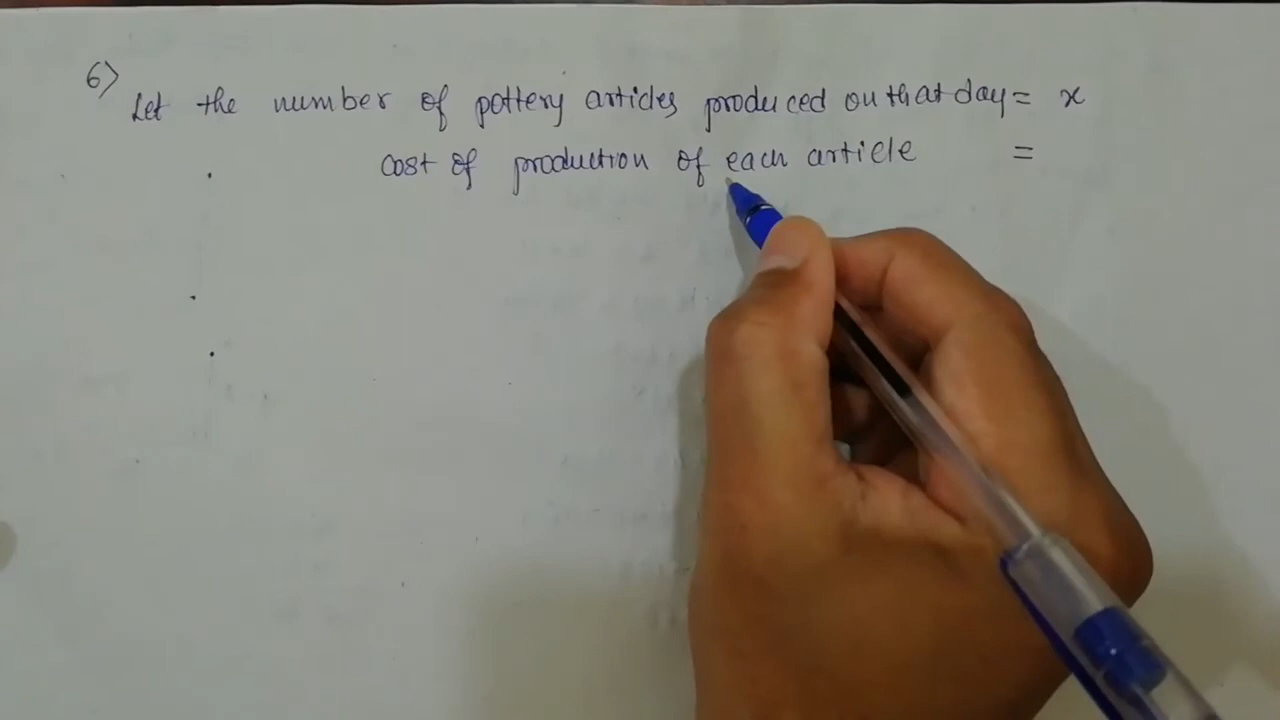 6)
Let the number of pottery articles produced on that day = x
cost of production of each article =